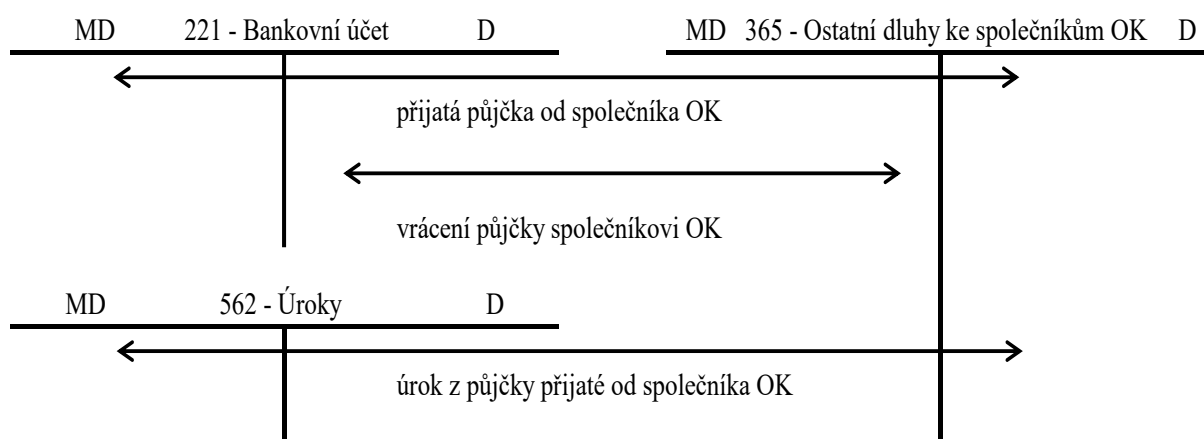 MD 221 - Bankovní účet D MD 365 - Ostatní dluhy ke společníkům OK D
přijatá půjčka od společníka OK
vrácení půjčky společníkovi OK
MD 562 - Úroky D
úrok z půjčky přijaté od společníka OK